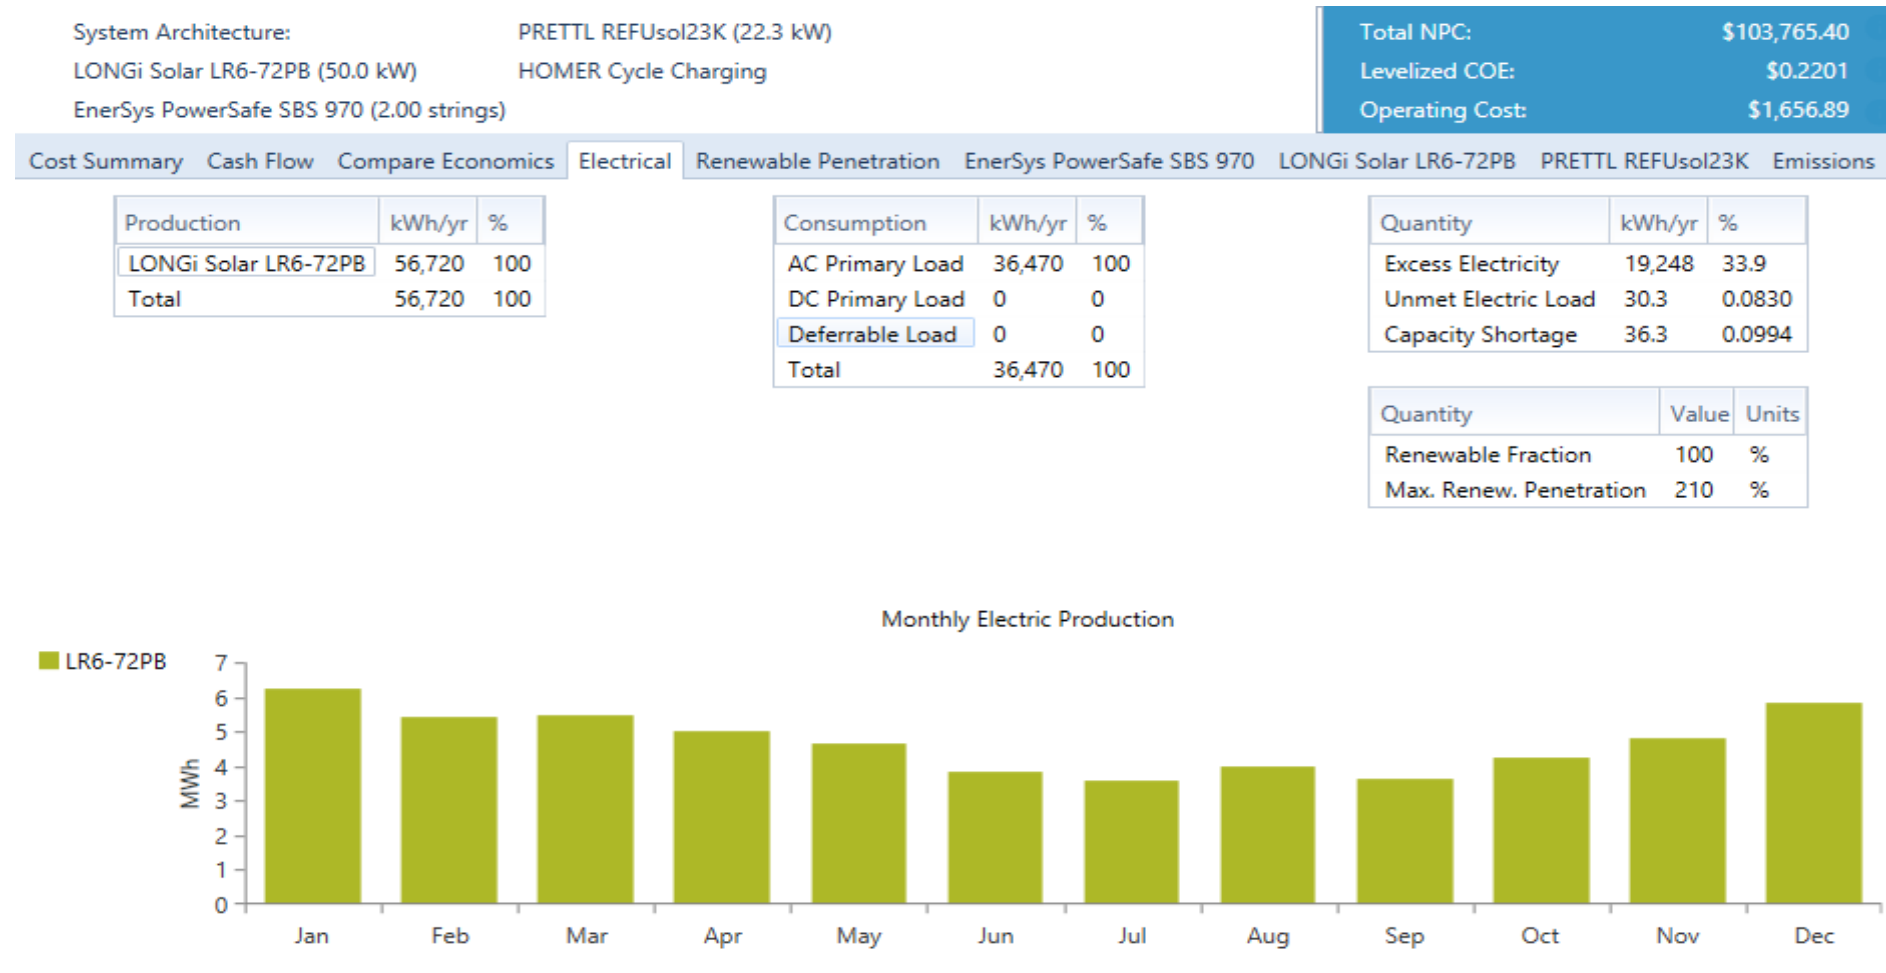 System Architecture: PRETTL REFUsol23K (22.3 kW)
LONGi Solar LR6-72PB (50.0 kW) HOMER Cycle Charging
EnerSys PowerSafe SBS 970 (2.00 strings)
Total NPC: $103,765.40
Levelized COE: $0.2201
Operating Cost: $1,656.89
Cost Summary Cash Flow Compare Economics Electrical Renewable Penetration EnerSys PowerSafe SBS 970 LONGi Solar LR6-72PB PRETTL REFUsol23K Emissions
Production kWh/yr %
LONGi Solar LR6-72PB 56,720 100
Total 56,720 100
Consumption kWh/yr %
AC Primary Load 36,470 100
DC Primary Load 0 0
Deferrable Load 0 0
Total 36,470 100
Quantity kWh/yr %
Excess Electricity 19,248 33.9
Unmet Electric Load 30.3 0.0830
Capacity Shortage 36.3 0.0994
Quantity Value Units
Renewable Fraction 100 %
Max. Renew. Penetration 210 %
Monthly Electric Production
LR6-72PB
MWh
7
6
5
4
3
2
1
0
Jan Feb Mar Apr May Jun Jul Aug Sep Oct Nov Dec